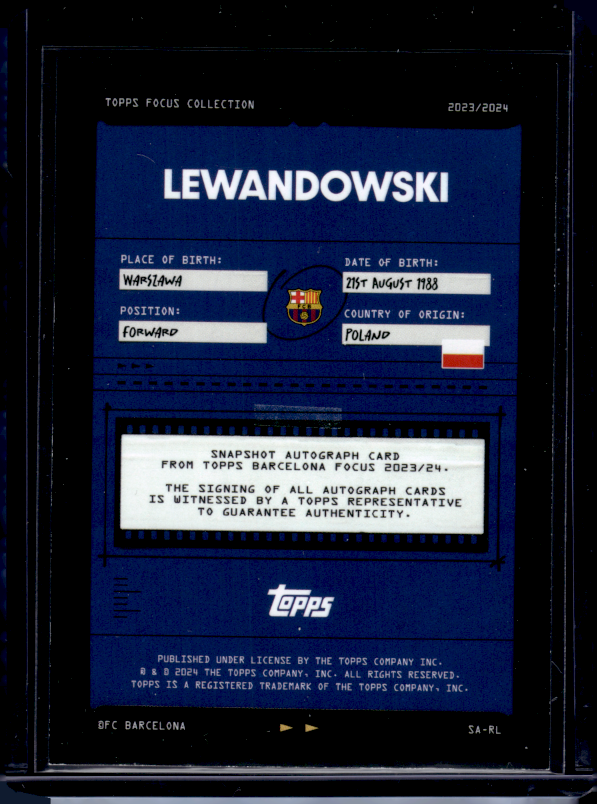 TOPPS FOCUS COLLECTION
2023/2024
LEWANDOWSKI
PLACE OF BIRTH:
DATE OF BIRTH:
WARSZAWA
21ST AUGUST 1988
POSITION:
COUNTRY OF ORIGIN:
FORWARD
POLAND
FCB
SNAPSHOT AUTOGRAPH CARD
FROM TOPPS BARCELONA FOCUS 2023/24.
THE SIGNING OF ALL AUTOGRAPH CARDS
IS WITNESSED BY A TOPPS REPRESENTATIVE
TO GUARANTEE AUTHENTICITY.
topps
PUBLISHED UNDER LICENSE BY THE TOPPS COMPANY INC.
® & © 2024 THE TOPPS COMPANY, INC. ALL RIGHTS RESERVED.
TOPPS IS A REGISTERED TRADEMARK OF THE TOPPS COMPANY, INC.
©FC BARCELONA
SA-RL